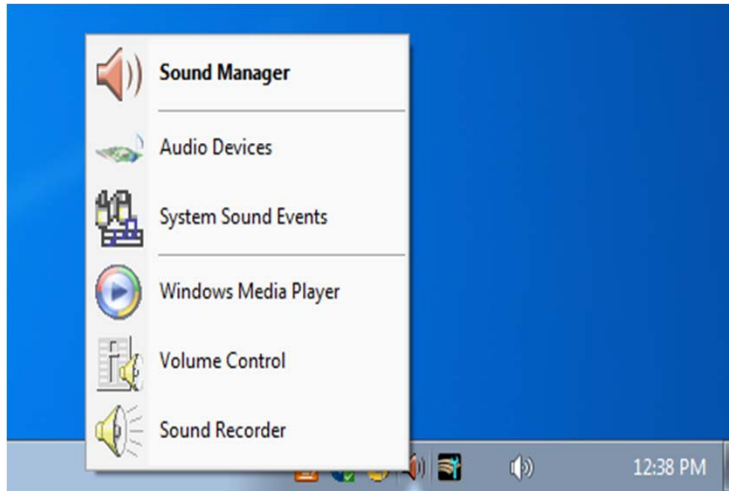 Sound Manager
Audio Devices
System Sound Events
Windows Media Player
Volume Control
Sound Recorder
12:38 PM